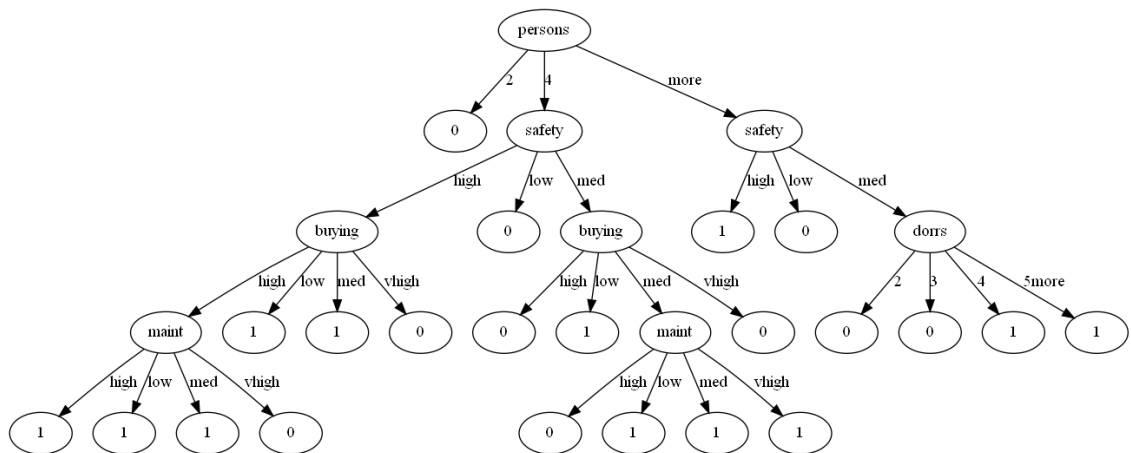 persons
2 4 more
0 safety safety
high low med high low med
buying 0 buying 1 0 dorrs
high low med vhigh high low med vhigh 2 3 4 5more
maint 1 1 0 0 1 maint 0 0 0 1 1
high low med vhigh high low med vhigh
1 1 1 0 0 1 1 1